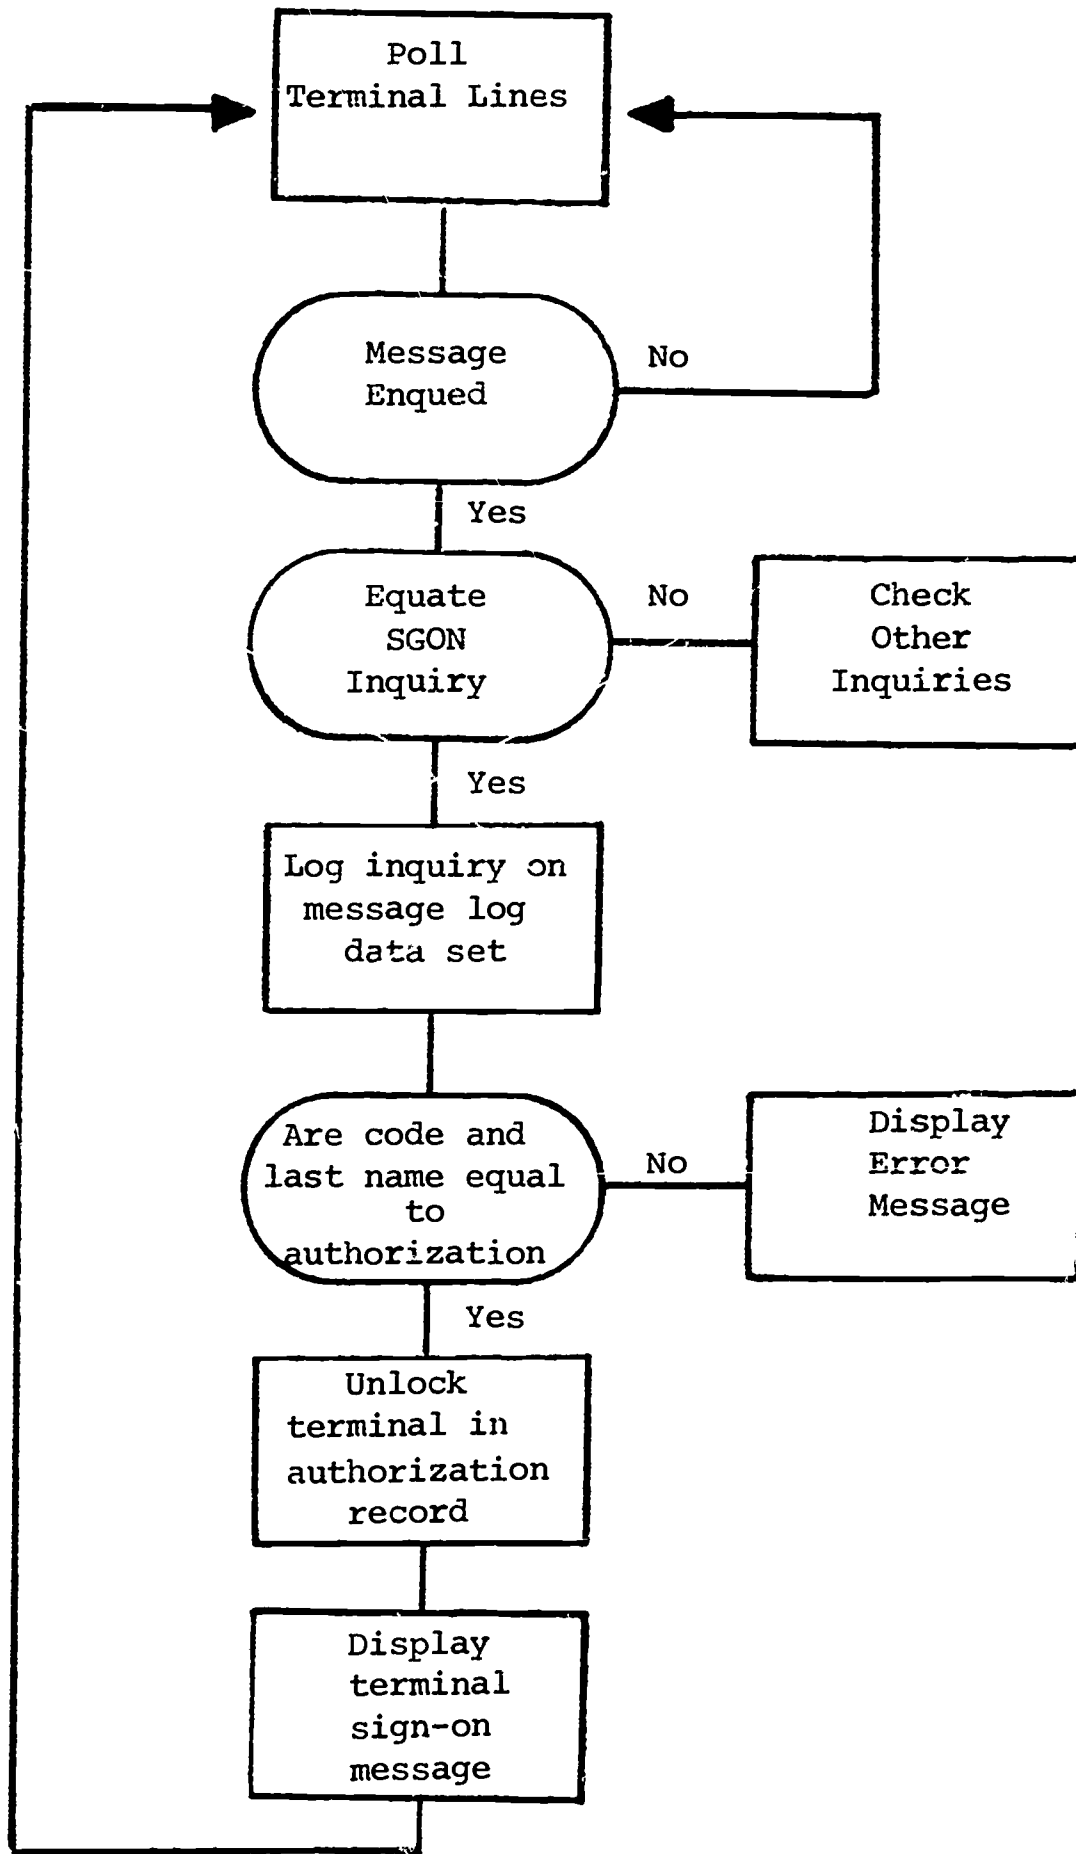 Poll
Terminal Lines
Message
Enqued
No
Yes
Equate
SGON
Inquiry
No
Check
Other
Inquiries
Yes
Log inquiry on
message log
data set
Are code and
last name equal
to
authorization
No
Display
Error
Message
Yes
Unlock
terminal in
authorization
record
Display
terminal
sign-on
message